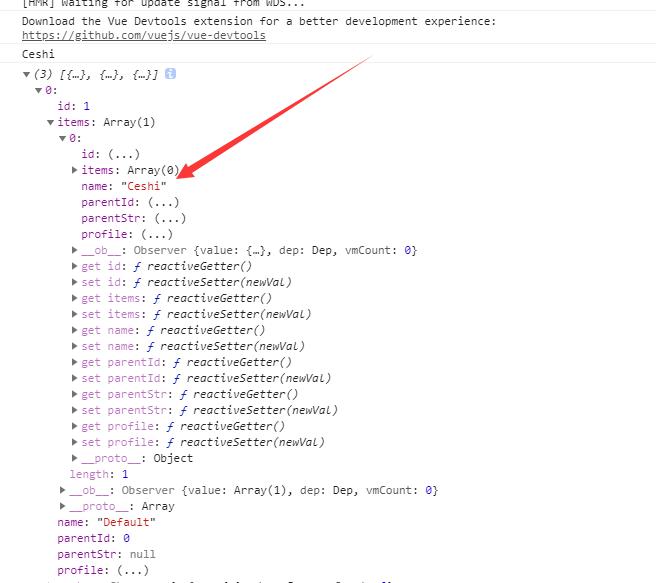 [HMR] Waiting for update signal from WDS...
Download the Vue Devtools extension for a better development experience:
https://github.com/vuejs/vue-devtools
Ceshi
(3) [{…}, {…}, {…}]
0:
id: 1
items: Array(1)
0:
id: (...)
items: Array(0)
name: "Ceshi"
parentId: (...)
parentStr: (...)
profile: (...)
__ob__: Observer {value: {…}, dep: Dep, vmCount: 0}
get id: ƒ reactiveGetter()
set id: ƒ reactiveSetter(newVal)
get items: ƒ reactiveGetter()
set items: ƒ reactiveSetter(newVal)
get name: ƒ reactiveGetter()
set name: ƒ reactiveSetter(newVal)
get parentId: ƒ reactiveGetter()
set parentId: ƒ reactiveSetter(newVal)
get parentStr: ƒ reactiveGetter()
set parentStr: ƒ reactiveSetter(newVal)
get profile: ƒ reactiveGetter()
set profile: ƒ reactiveSetter(newVal)
__proto__: Object
length: 1
__ob__: Observer {value: Array(1), dep: Dep, vmCount: 0}
__proto__: Array
name: "Default"
parentId: 0
parentStr: null
profile: (...)